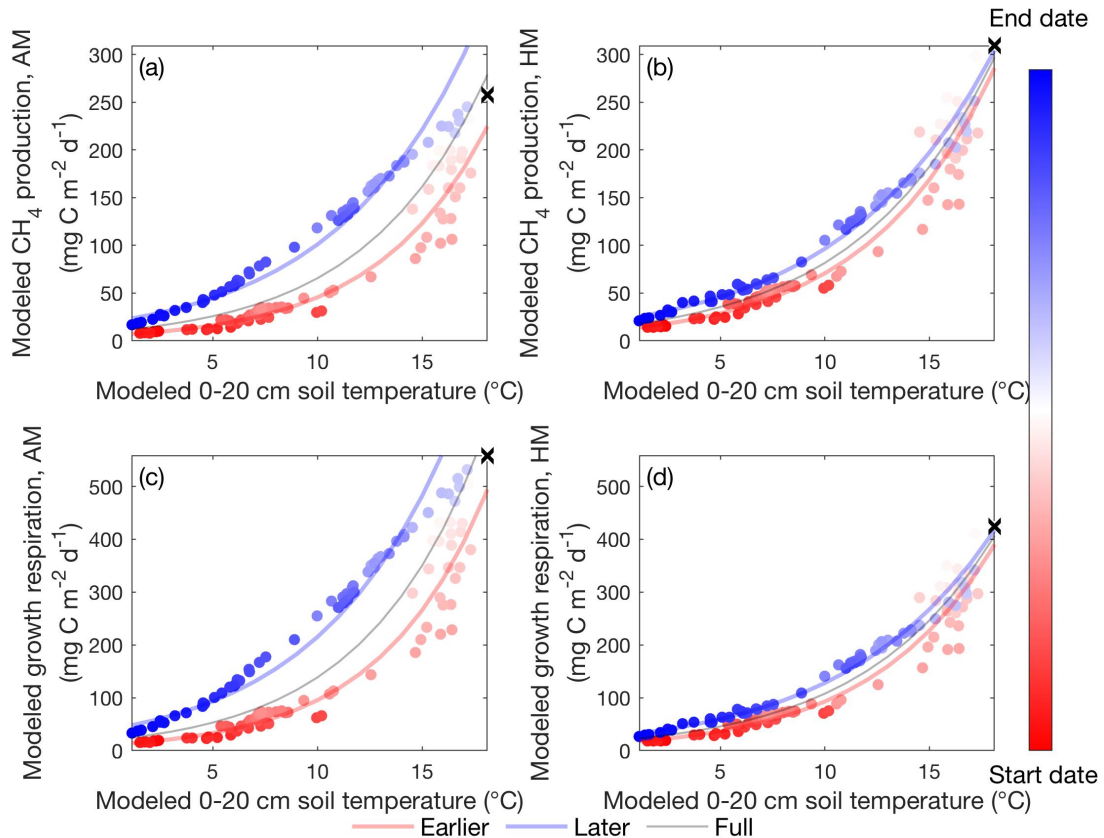 End date
Modeled CH4 production, AM
(mg C m-2 d-1)
300
250
200
150
100
50
0
(a)
5
10
15
Modeled 0-20 cm soil temperature (°C)
Modeled CH4 production, HM
(mg C m-2 d-1)
300
250
200
150
100
50
0
(b)
5
10
15
Modeled 0-20 cm soil temperature (°C)
Modeled growth respiration, AM
(mg C m-2 d-1)
500
400
300
200
100
0
(c)
5
10
15
Modeled 0-20 cm soil temperature (°C)
Modeled growth respiration, HM
(mg C m-2 d-1)
500
400
300
200
100
0
(d)
5
10
15
Modeled 0-20 cm soil temperature (°C)
Start date
Earlier
Later
Full